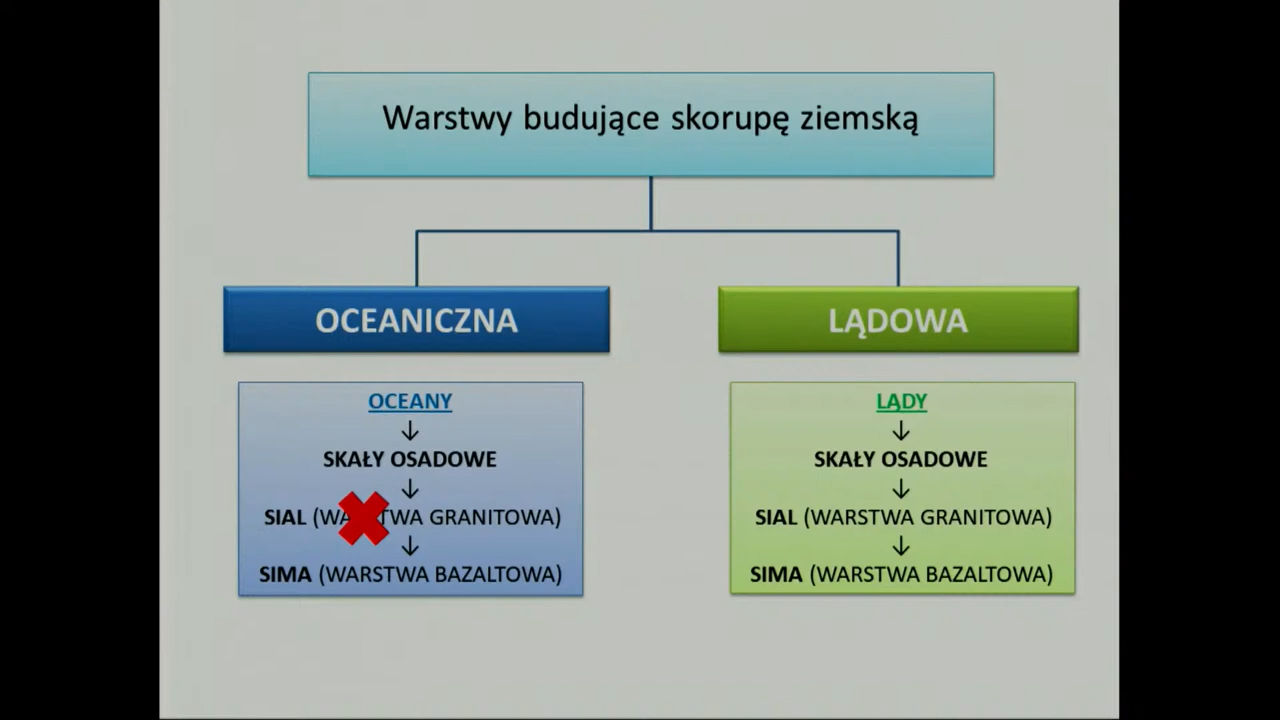 Warstwy budujące skorupę ziemską
OCEANICZNA
OCEANY
↓
SKAŁY OSADOWE
↓
SIAL (WARSTWA GRANITOWA)
↓
SIMA (WARSTWA BAZALTOWA)
LĄDOWA
LĄDY
↓
SKAŁY OSADOWE
↓
SIAL (WARSTWA GRANITOWA)
↓
SIMA (WARSTWA BAZALTOWA)